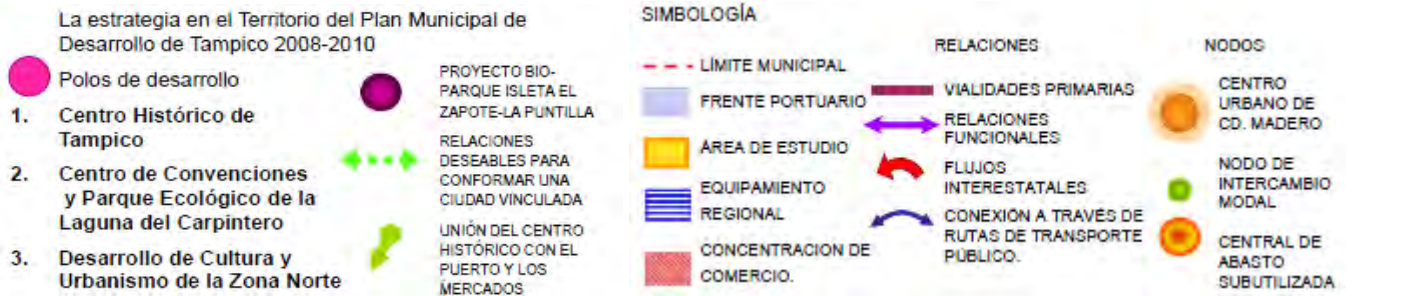 La estrategia en el Territorio del Plan Municipal de
Desarrollo de Tampico 2008-2010
Polos de desarrollo
1. Centro Histórico de
Tampico
2. Centro de Convenciones
y Parque Ecológico de la
Laguna del Carpintero
3. Desarrollo de Cultura y
Urbanismo de la Zona Norte
PROYECTO BIO-
PARQUE ISLETA EL
ZAPOTE-LA PUNTILLA
RELACIONES
DESEABLES PARA
CONFORMAR UNA
CIUDAD VINCULADA
UNIÓN DEL CENTRO
HISTÓRICO CON EL
PUERTO Y LOS
MERCADOS
SIMBOLOGÍA
LÍMITE MUNICIPAL
FRENTE PORTUARIO
ÁREA DE ESTUDIO
EQUIPAMIENTO
REGIONAL
CONCENTRACION DE
COMERCIO.
RELACIONES
VIALIDADES PRIMARIAS
RELACIONES
FUNCIONALES
FLUJOS
INTERESTATALES
CONEXIÓN A TRAVÉS DE
RUTAS DE TRANSPORTE
PÚBLICO.
NODOS
CENTRO
URBANO DE
CD. MADERO
NODO DE
INTERCAMBIO
MODAL
CENTRAL DE
ABASTO
SUBUTILIZADA